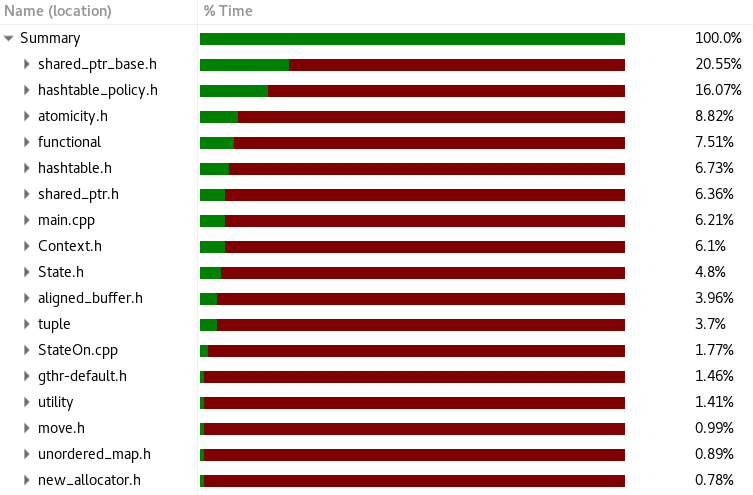 Name (location) % Time
Summary 100.0%
shared_ptr_base.h 20.55%
hashtable_policy.h 16.07%
atomicity.h 8.82%
functional 7.51%
hashtable.h 6.73%
shared_ptr.h 6.36%
main.cpp 6.21%
Context.h 6.1%
State.h 4.8%
aligned_buffer.h 3.96%
tuple 3.7%
StateOn.cpp 1.77%
gthr-default.h 1.46%
utility 1.41%
move.h 0.99%
unordered_map.h 0.89%
new_allocator.h 0.78%